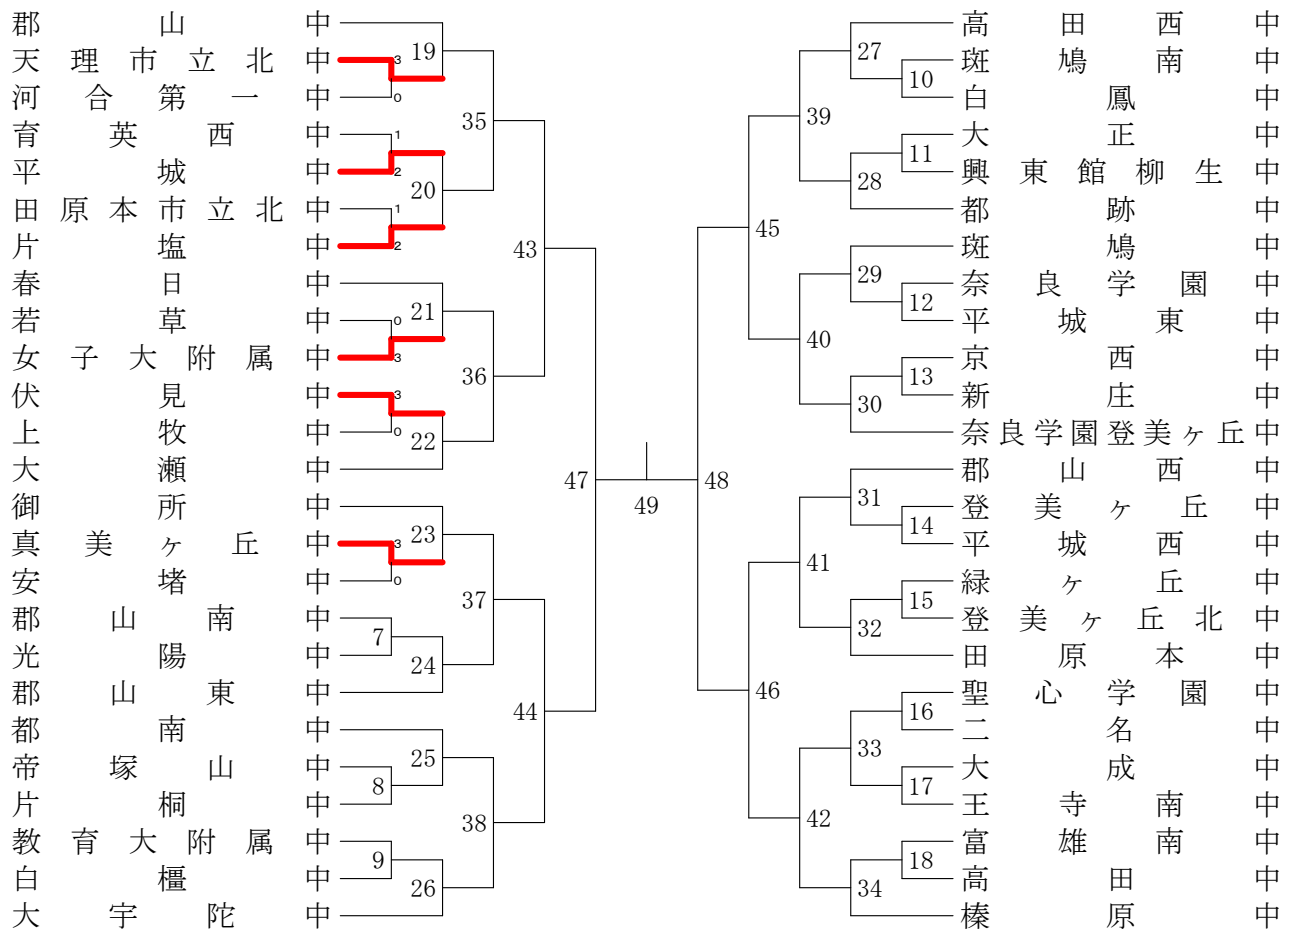 郡山中
天理市立北中
3
19
河合第一中
0
育英西中
1
35
平城中
2
20
田原本市立北中
1
片塩中
2
43
春日中
若草中
0
21
女子大附属中
3
36
伏見中
3
上牧中
0
22
大瀬中
47
御所中
真美ヶ丘中
3
23
安堵中
0
37
郡山南中
7
光陽中
24
郡山東中
44
都南中
25
帝塚山中
8
片桐中
38
教育大附属中
9
白橿中
26
大宇陀中
49
高田西中
27
斑鳩南中
10
白鳳中
39
大正中
11
興東館柳生中
28
都跡中
45
斑鳩中
29
奈良学園中
12
平城東中
40
京西中
13
新庄中
30
奈良学園登美ヶ丘中
48
郡山西中
31
登美ヶ丘中
14
平城西中
41
緑ヶ丘中
15
登美ヶ丘北中
32
田原本中
46
聖心学園中
16
二名中
33
大成中
17
王寺南中
42
富雄南中
18
高田中
34
榛原中